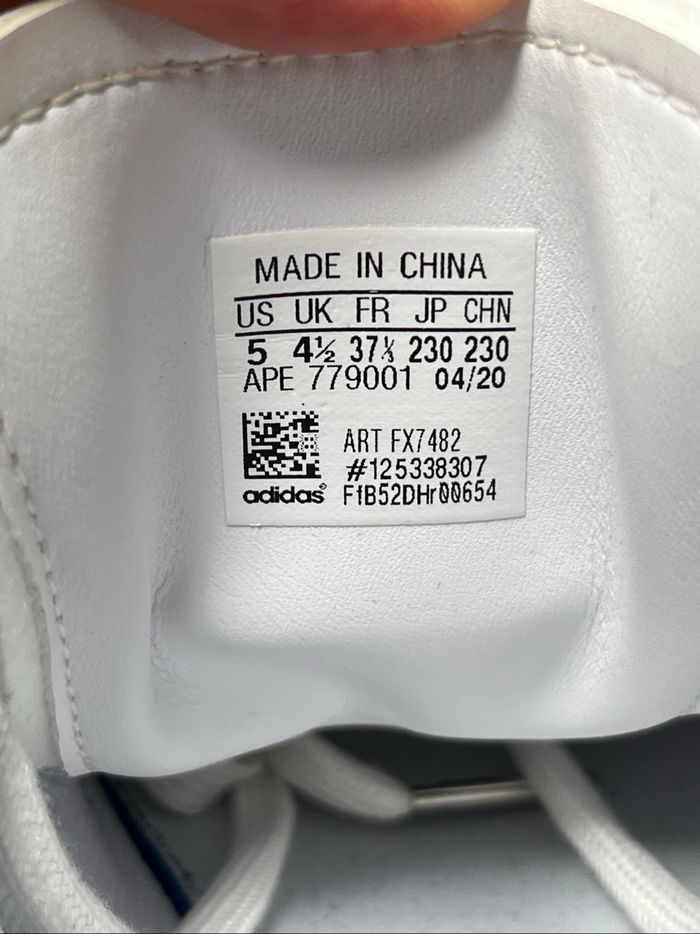 MADE IN CHINA
US UK FR JP CHN
5 4½ 37⅓ 230 230
APE 779001 04/20
ART FX7482
#125338307
adidas® FfB52DHr00654